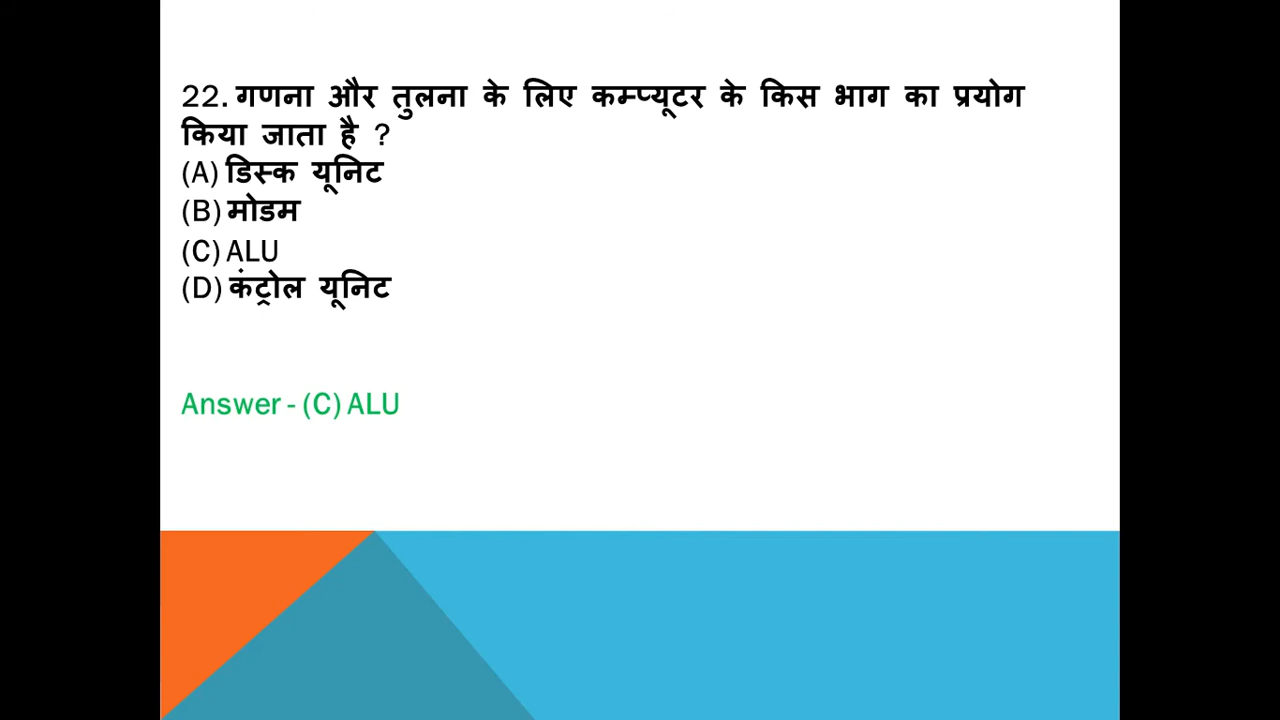 22. गणना और तुलना के लिए कम्प्यूटर के किस भाग का प्रयोग
किया जाता है ?
(A) डिस्क यूनिट
(B) मोडम
(C) ALU
(D) कंट्रोल यूनिट
Answer - (C) ALU